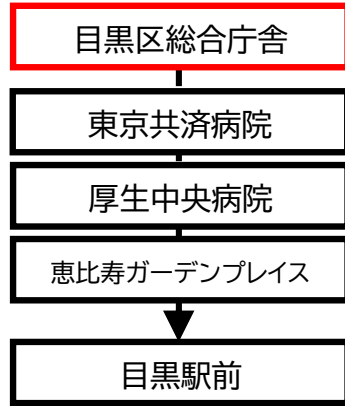 目黒区総合庁舎
東京共済病院
厚生中央病院
恵比寿ガーデンプレイス
目黒駅前